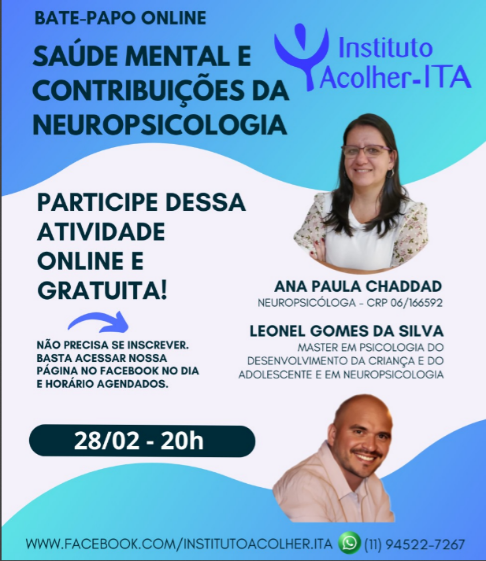 BATE-PAPO ONLINE
SAÚDE MENTAL E
CONTRIBUIÇÕES DA
NEUROPSICOLOGIA
Instituto
Acolher-ITA
PARTICIPE DESSA
ATIVIDADE
ONLINE E
GRATUITA!
NÃO PRECISA SE INSCREVER.
BASTA ACESSAR NOSSA
PÁGINA NO FACEBOOK NO DIA
E HORÁRIO AGENDADOS.
ANA PAULA CHADDAD
NEUROPSICÓLOGA - CRP 06/166592
LEONEL GOMES DA SILVA
MASTER EM PSICOLOGIA DO
DESENVOLVIMENTO DA CRIANÇA E DO
ADOLESCENTE E EM NEUROPSICOLOGIA
28/02 - 20h
WWW.FACEBOOK.COM/INSTITUTOACOLHER.ITA (11) 94522-7267